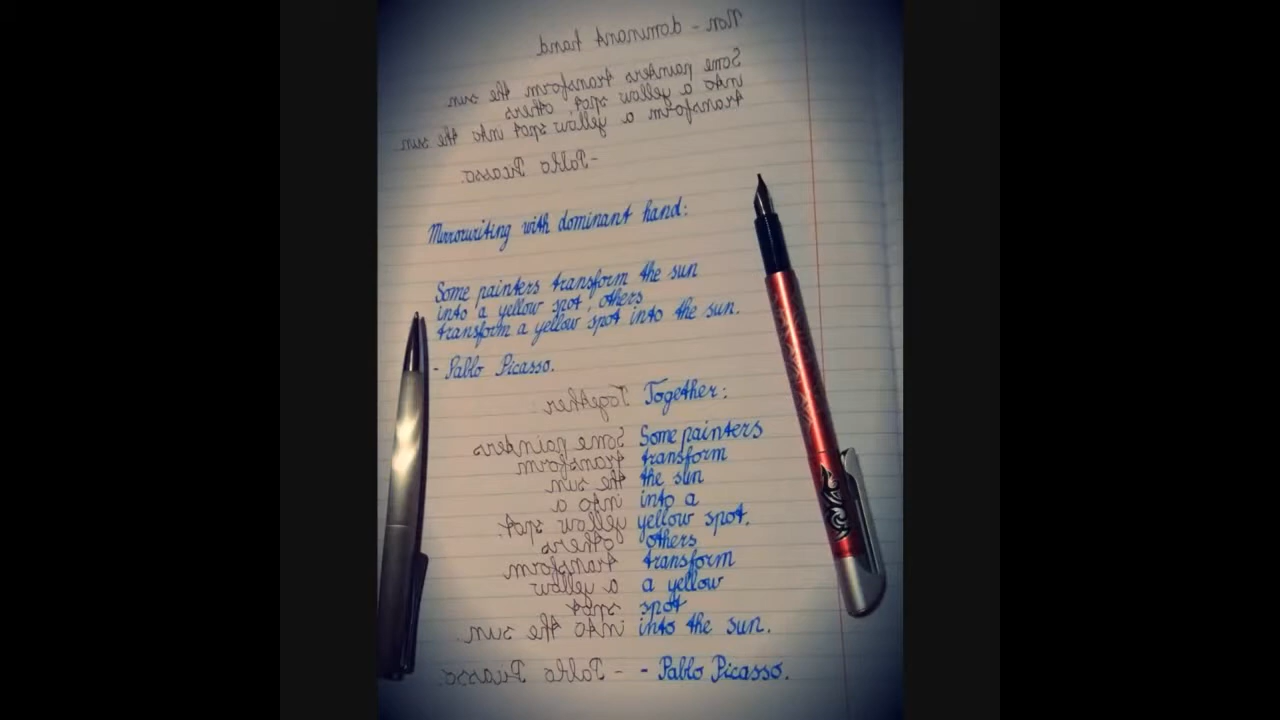 Non - dominant hand
Some painters transform the sun
into a yellow spot, others
transform a yellow spot into the sun
- Pablo Picasso.
Mirrorwriting with dominant hand:
Some painters transform the sun
into a yellow spot, others
transform a yellow spot into the sun.
- Pablo Picasso.
Together: Together:
Some painters Some painters
transform transform
the sun the sun
into a into a
yellow spot, yellow spot,
others others
transform transform
a yellow a yellow
spot spot
into the sun. into the sun.
- Pablo Picasso. - Pablo Picasso.